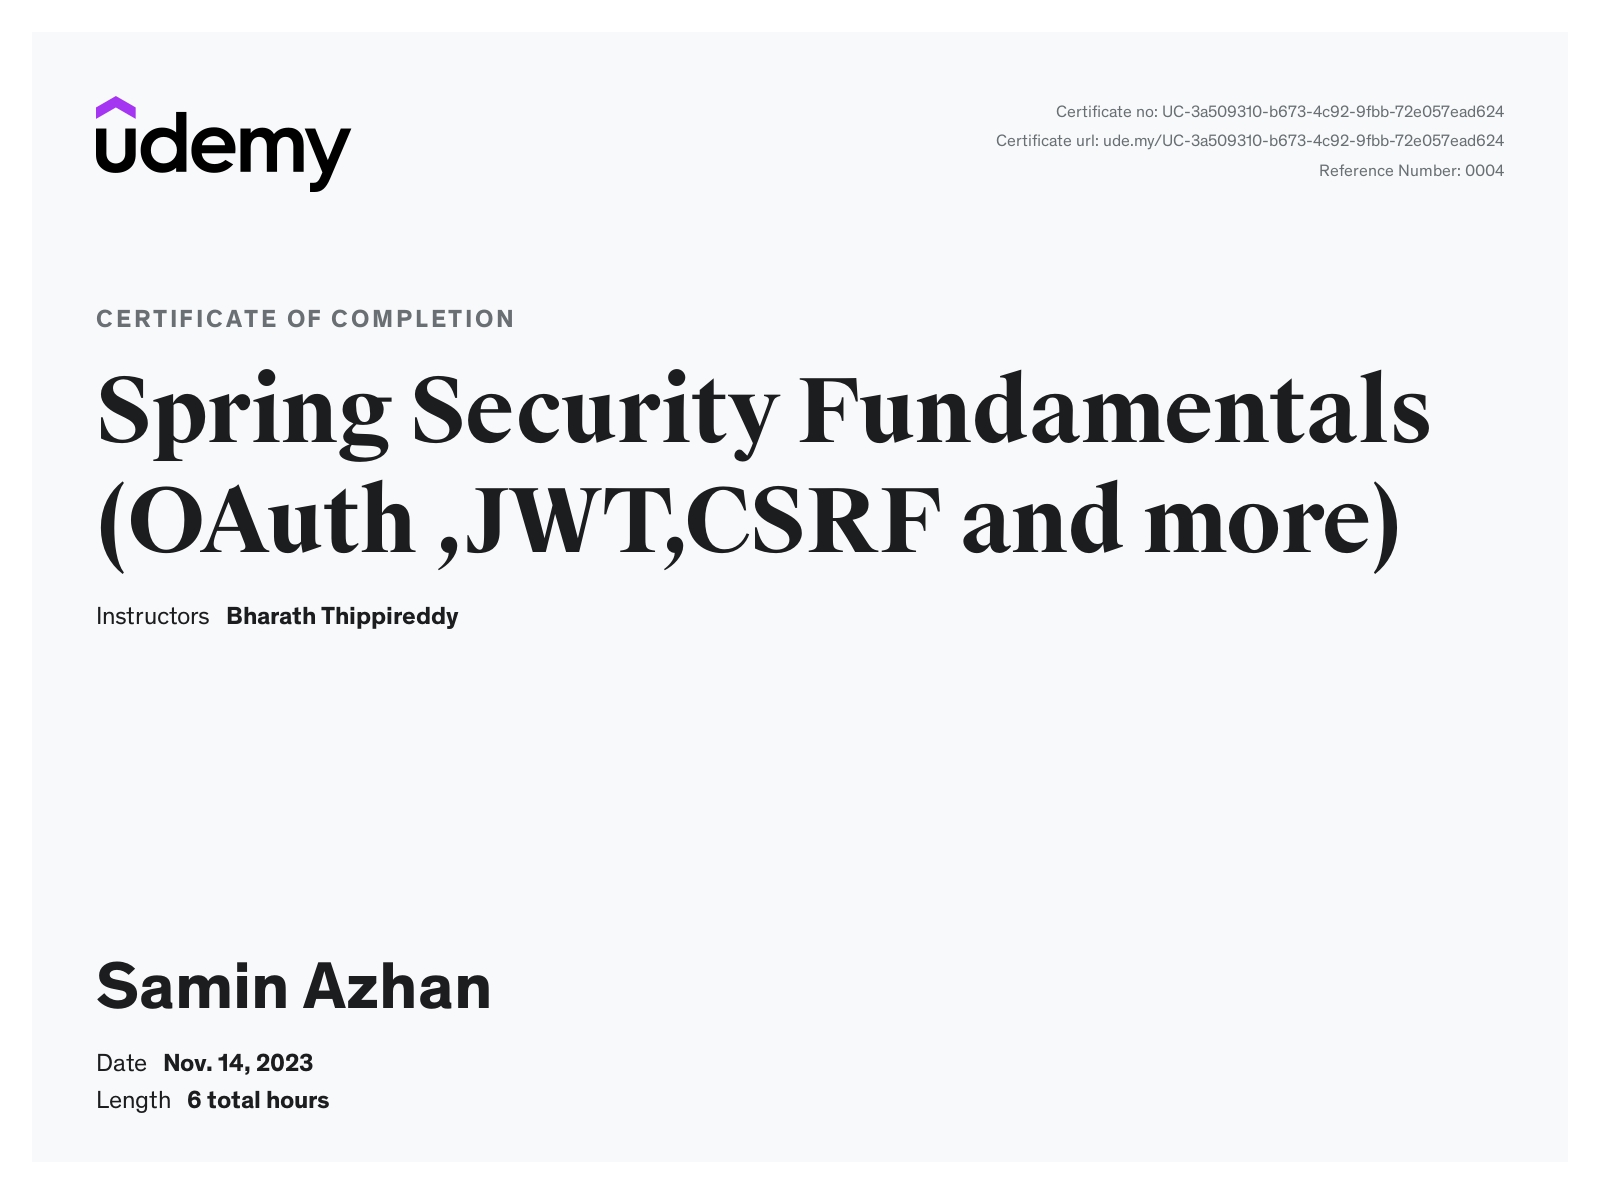 udemy
Certificate no: UC-3a509310-b673-4c92-9fbb-72e057ead624
Certificate url: ude.my/UC-3a509310-b673-4c92-9fbb-72e057ead624
Reference Number: 0004
CERTIFICATE OF COMPLETION
Spring Security Fundamentals
(OAuth ,JWT,CSRF and more)
Instructors Bharath Thippireddy
Samin Azhan
Date Nov. 14, 2023
Length 6 total hours